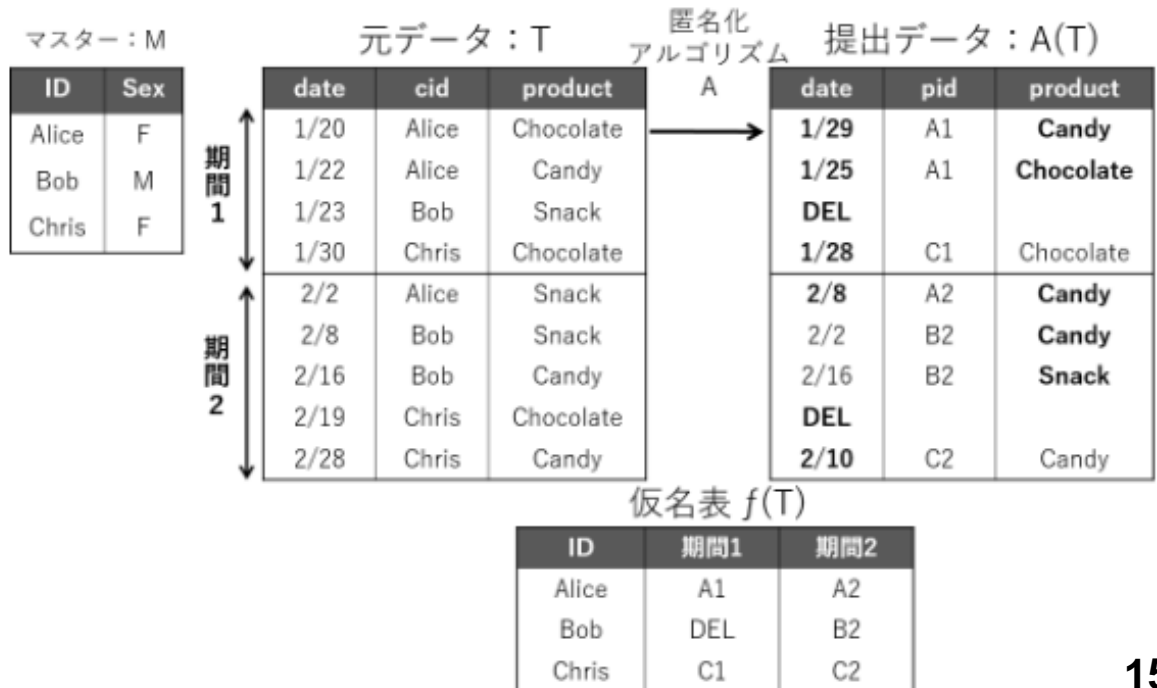 マスター：M
ID Sex
Alice F
Bob M
Chris F
元データ：T
date cid product
期間1
1/20 Alice Chocolate
1/22 Alice Candy
1/23 Bob Snack
1/30 Chris Chocolate
期間2
2/2 Alice Snack
2/8 Bob Snack
2/16 Bob Candy
2/19 Chris Chocolate
2/28 Chris Candy
匿名化
アルゴリズム
A
提出データ：A(T)
date pid product
1/29 A1 Candy
1/25 A1 Chocolate
DEL
1/28 C1 Chocolate
2/8 A2 Candy
2/2 B2 Candy
2/16 B2 Snack
DEL
2/10 C2 Candy
仮名表 f(T)
ID 期間1 期間2
Alice A1 A2
Bob DEL B2
Chris C1 C2
15